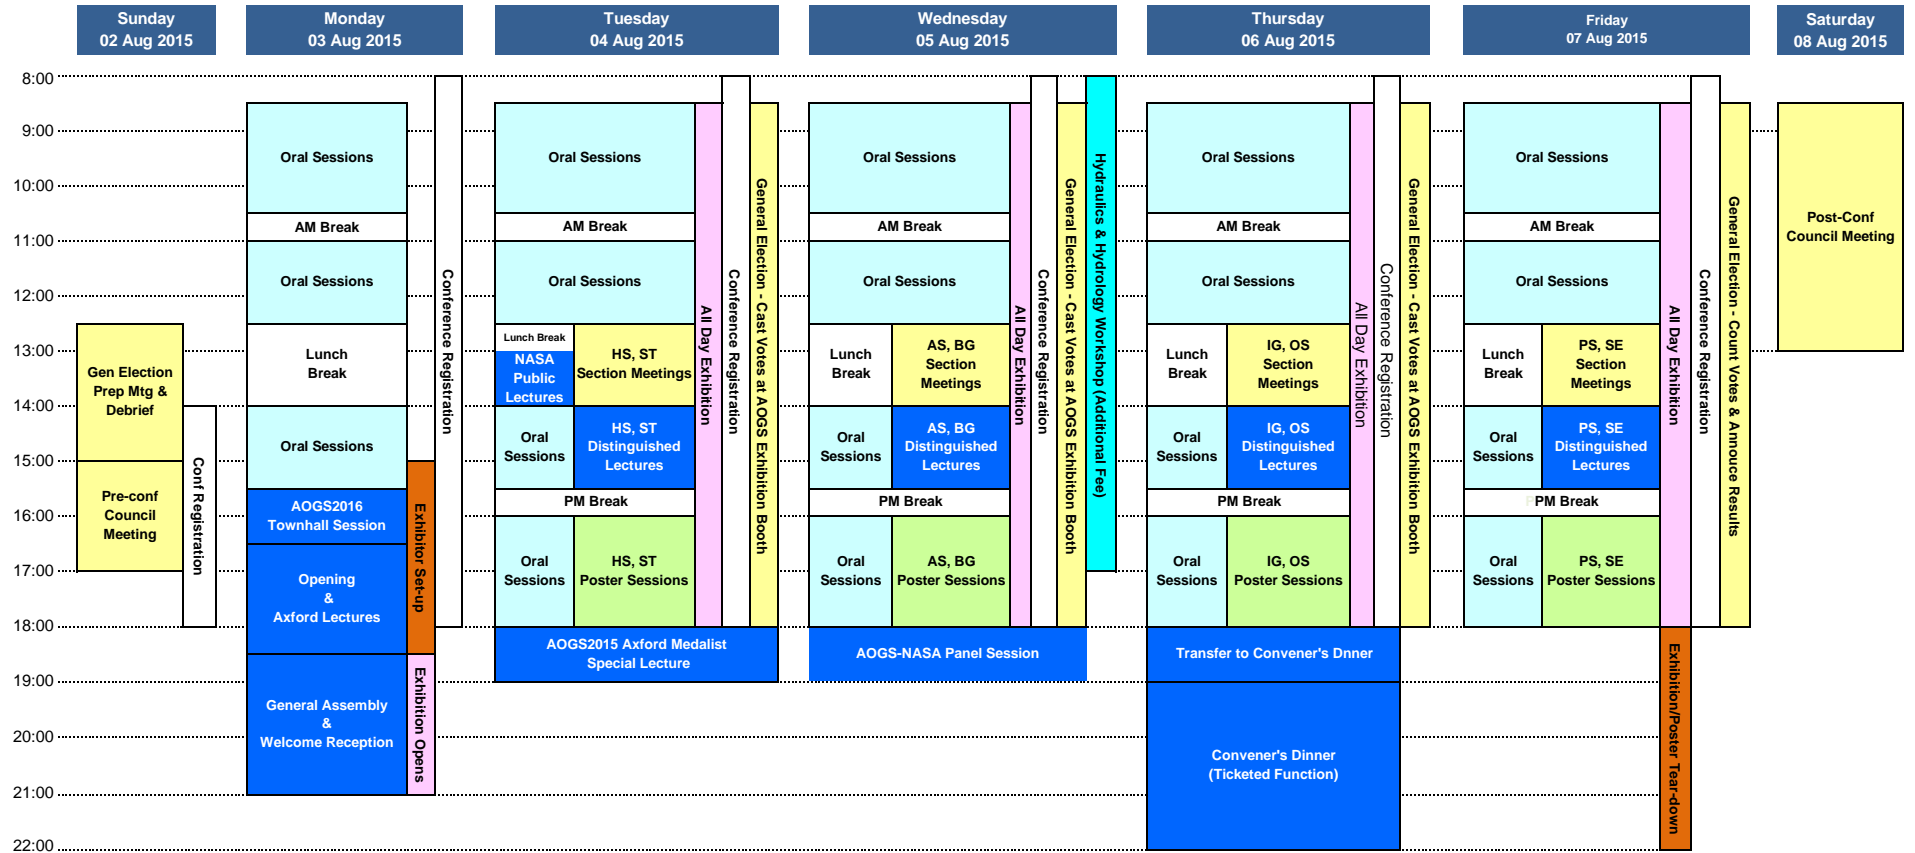 Sunday
02 Aug 2015
Monday
03 Aug 2015
Tuesday
04 Aug 2015
Wednesday
05 Aug 2015
Thursday
06 Aug 2015
Friday
07 Aug 2015
Saturday
08 Aug 2015
8:00
9:00
10:00
11:00
12:00
13:00
14:00
15:00
16:00
17:00
18:00
19:00
20:00
21:00
22:00
Gen Election
Prep Mtg &
Debrief
Pre-conf
Council
Meeting
Conf Registration
Oral Sessions
AM Break
Oral Sessions
Lunch
Break
Oral Sessions
AOGS2016
Townhall Session
Opening
&
Axford Lectures
General Assembly
&
Welcome Reception
Exhibitor Set-up
Exhibition Opens
Conference Registration
Oral Sessions
AM Break
Oral Sessions
Lunch Break
NASA
Public
Lectures
HS, ST
Section Meetings
Oral
Sessions
HS, ST
Distinguished
Lectures
PM Break
Oral
Sessions
HS, ST
Poster Sessions
AOGS2015 Axford Medalist
Special Lecture
All Day Exhibition
Conference Registration
General Election - Cast Votes at AOGS Exhibition Booth
Oral Sessions
AM Break
Oral Sessions
Lunch
Break
AS, BG
Section
Meetings
Oral
Sessions
AS, BG
Distinguished
Lectures
PM Break
Oral
Sessions
AS, BG
Poster Sessions
AOGS-NASA Panel Session
All Day Exhibition
Conference Registration
General Election - Cast Votes at AOGS Exhibition Booth
Hydraulics & Hydrology Workshop (Additional Fee)
Oral Sessions
AM Break
Oral Sessions
Lunch
Break
IG, OS
Section
Meetings
Oral
Sessions
IG, OS
Distinguished
Lectures
PM Break
Oral
Sessions
IG, OS
Poster Sessions
Transfer to Convener's Dnner
Convener's Dinner
(Ticketed Function)
All Day Exhibition
Conference Registration
General Election - Cast Votes at AOGS Exhibition Booth
Oral Sessions
AM Break
Oral Sessions
Lunch
Break
PS, SE
Section
Meetings
Oral
Sessions
PS, SE
Distinguished
Lectures
PPM Break
Oral
Sessions
PS, SE
Poster Sessions
All Day Exhibition
Exhibition/Poster Tear-down
Conference Registration
General Election - Count Votes & Annouce Results
Post-Conf
Council Meeting